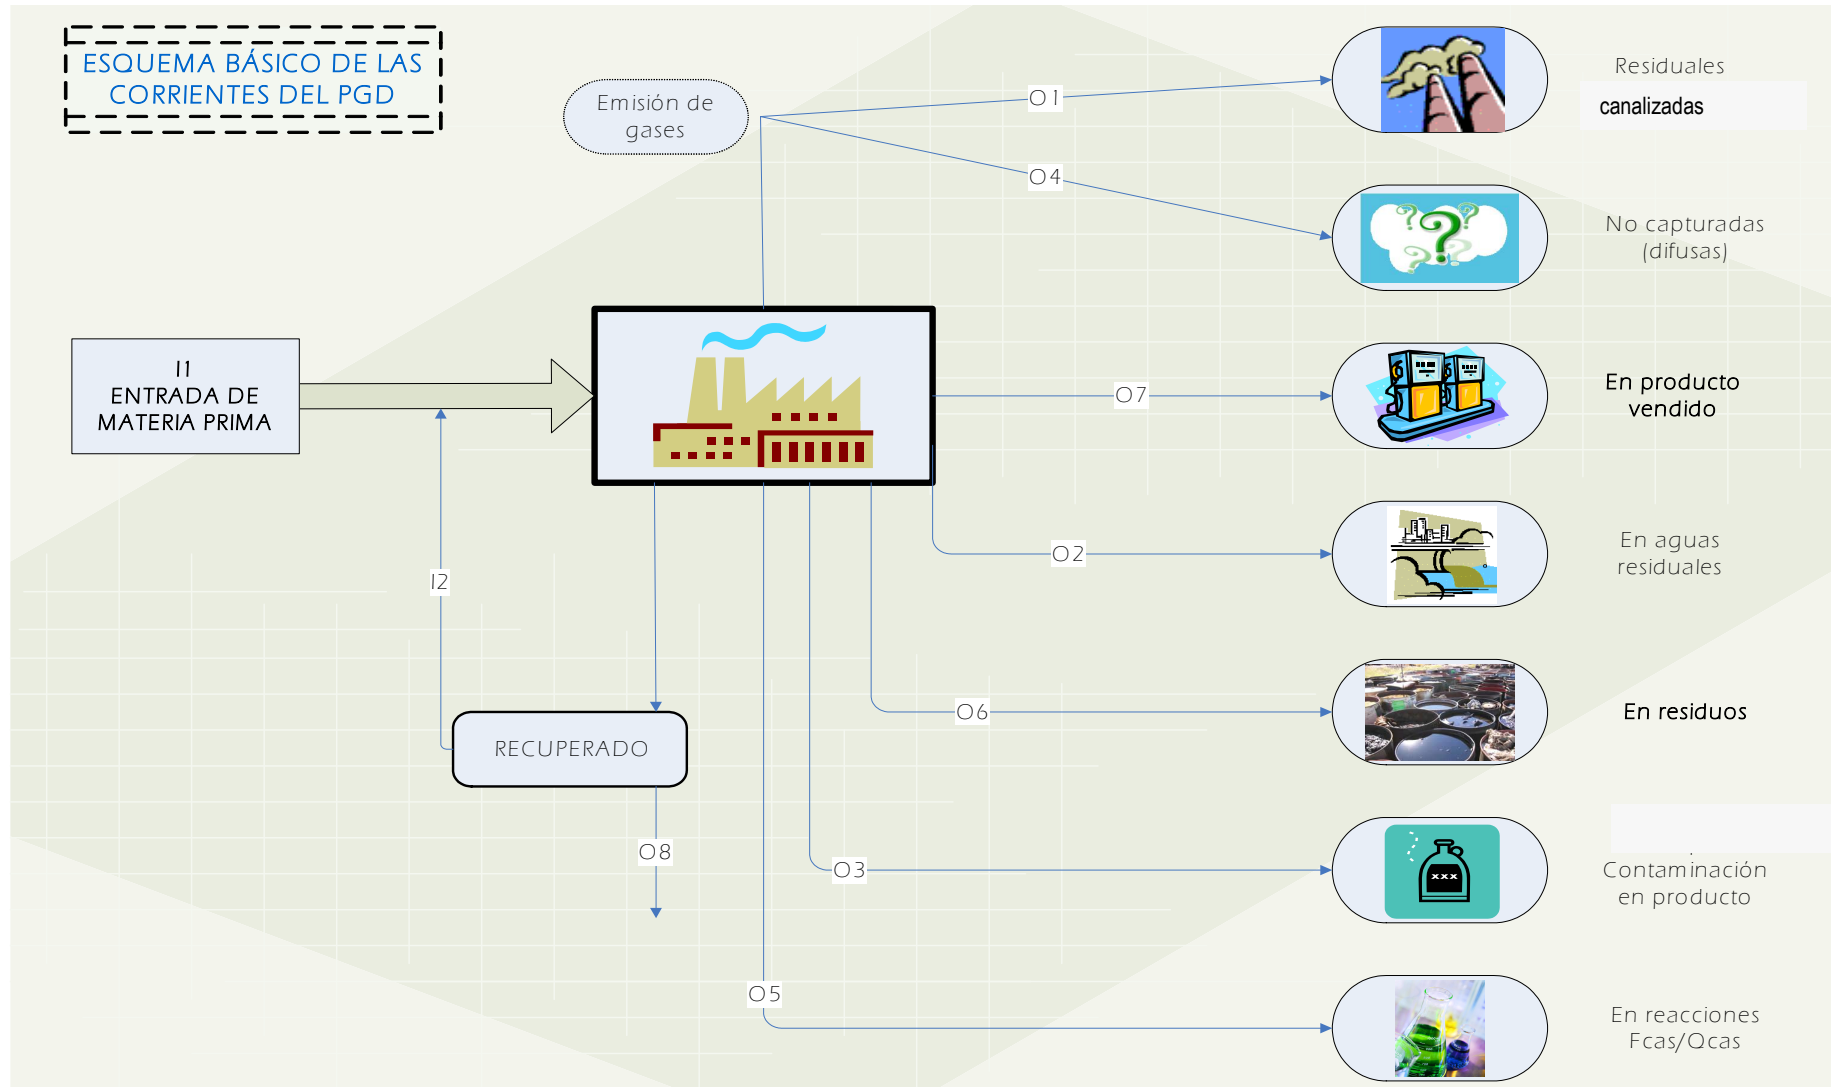 ESQUEMA BÁSICO DE LAS
CORRIENTES DEL PGD
Emisión de
gases
O1
Residuales
canalizadas
O4
No capturadas
(difusas)
I1
ENTRADA DE
MATERIA PRIMA
O7
En producto
vendido
O2
En aguas
residuales
I2
O6
En residuos
RECUPERADO
O8
O3
xxx
Contaminación
en producto
O5
En reacciones
Fcas/Qcas